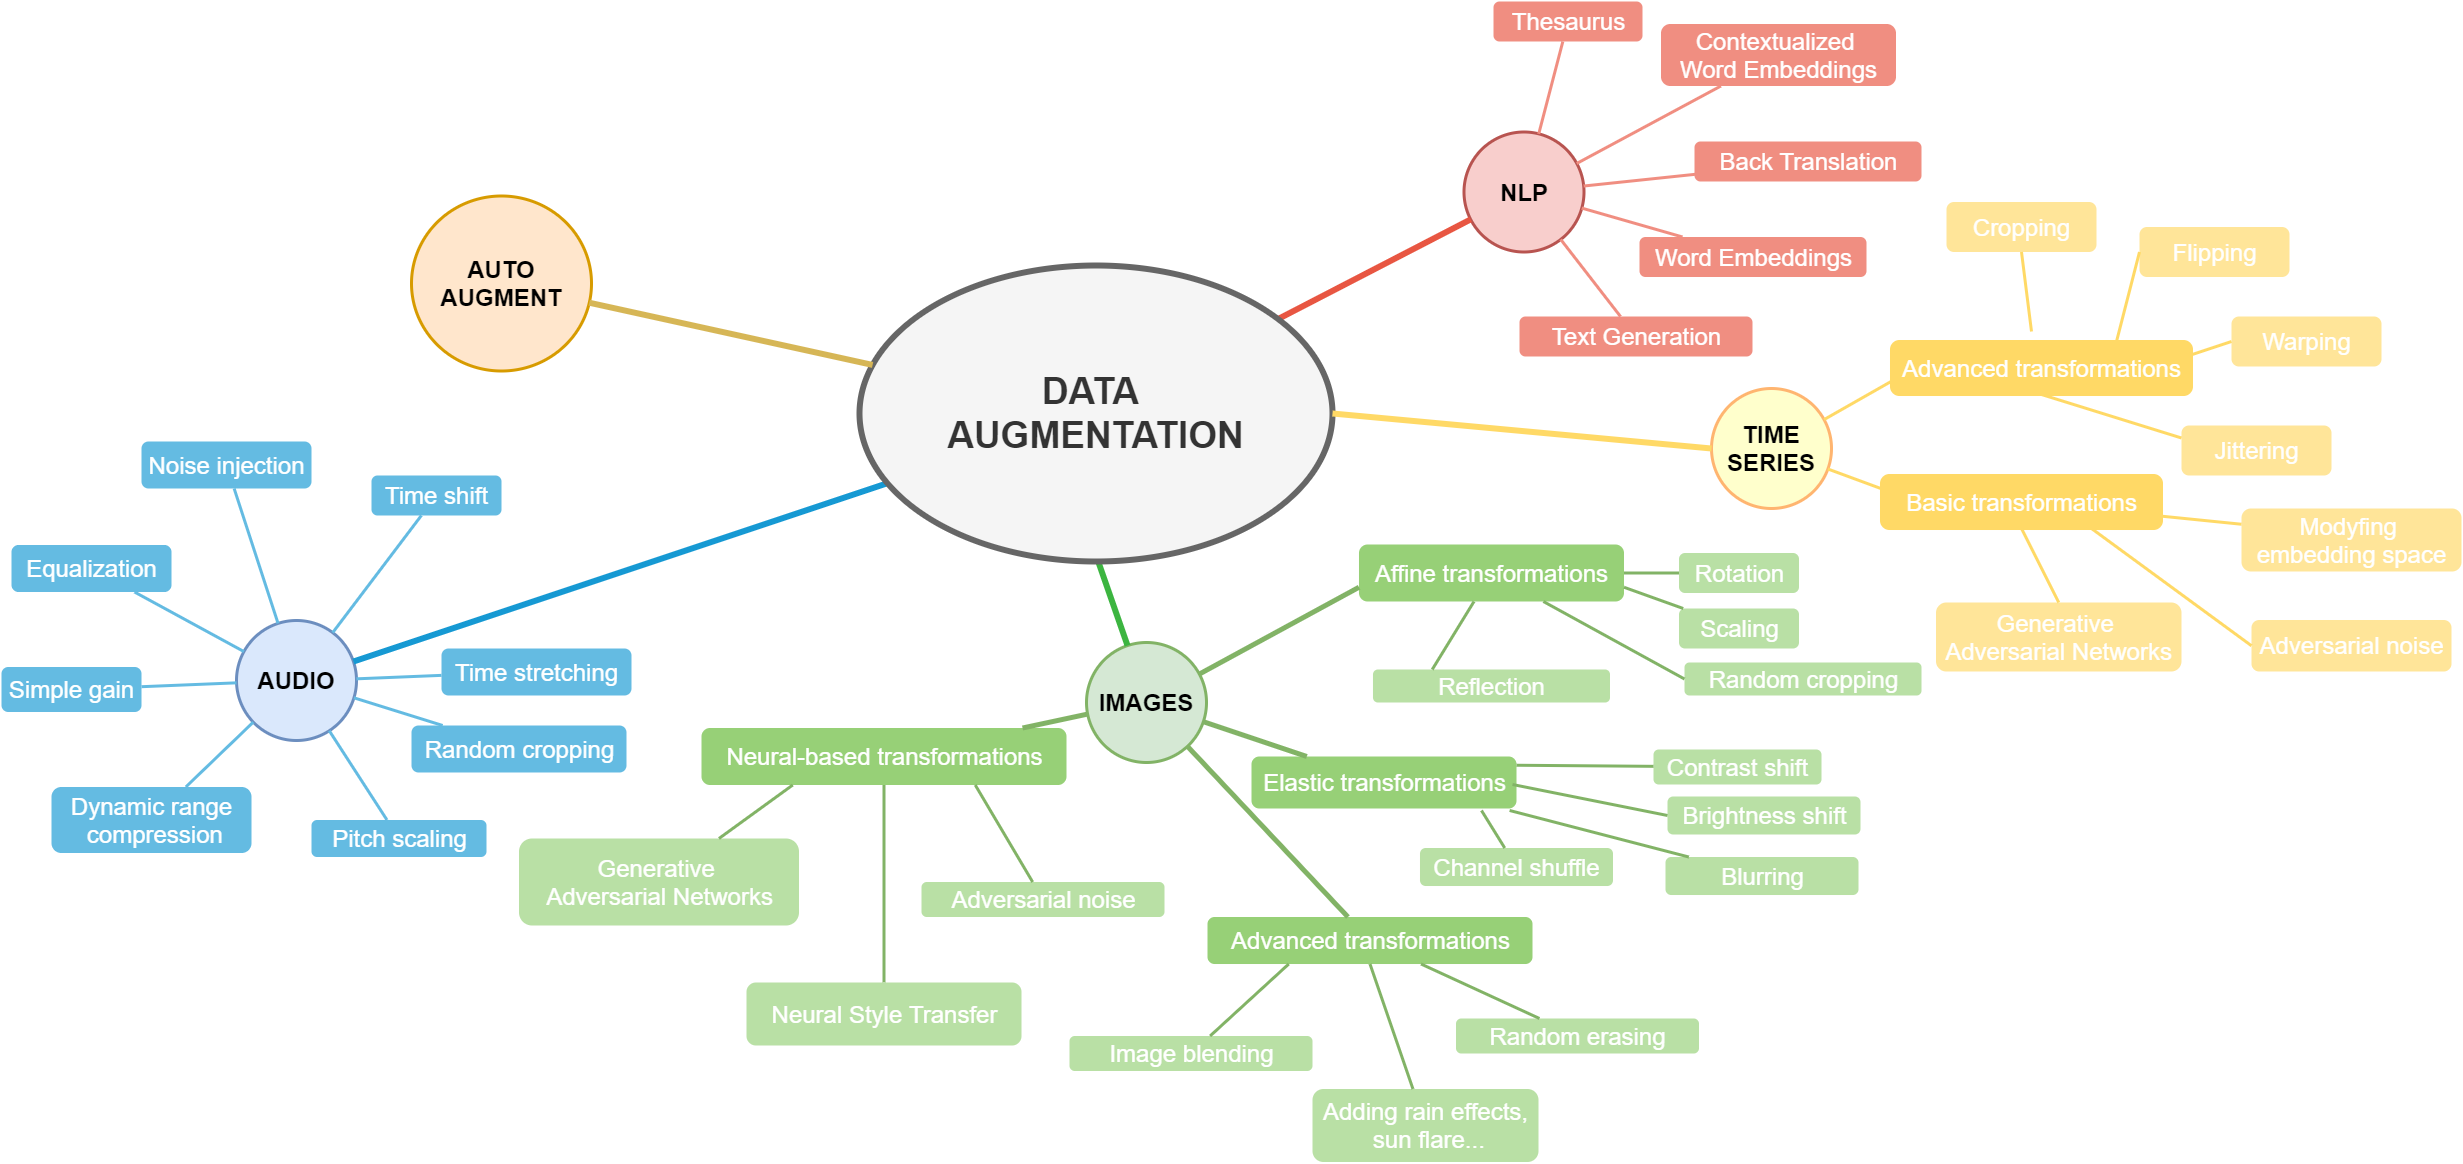 Thesaurus
Contextualized
Word Embeddings
Back Translation
NLP
Word Embeddings
Text Generation
AUTO
AUGMENT
DATA
AUGMENTATION
Cropping
Flipping
Warping
Advanced transformations
Jittering
TIME
SERIES
Basic transformations
Modyfing
embedding space
Generative
Adversarial Networks
Adversarial noise
Noise injection
Time shift
Equalization
Simple gain
AUDIO
Time stretching
Random cropping
Dynamic range
compression
Pitch scaling
IMAGES
Affine transformations
Rotation
Scaling
Random cropping
Reflection
Neural-based transformations
Generative
Adversarial Networks
Adversarial noise
Neural Style Transfer
Elastic transformations
Contrast shift
Brightness shift
Channel shuffle
Blurring
Advanced transformations
Image blending
Random erasing
Adding rain effects,
sun flare...